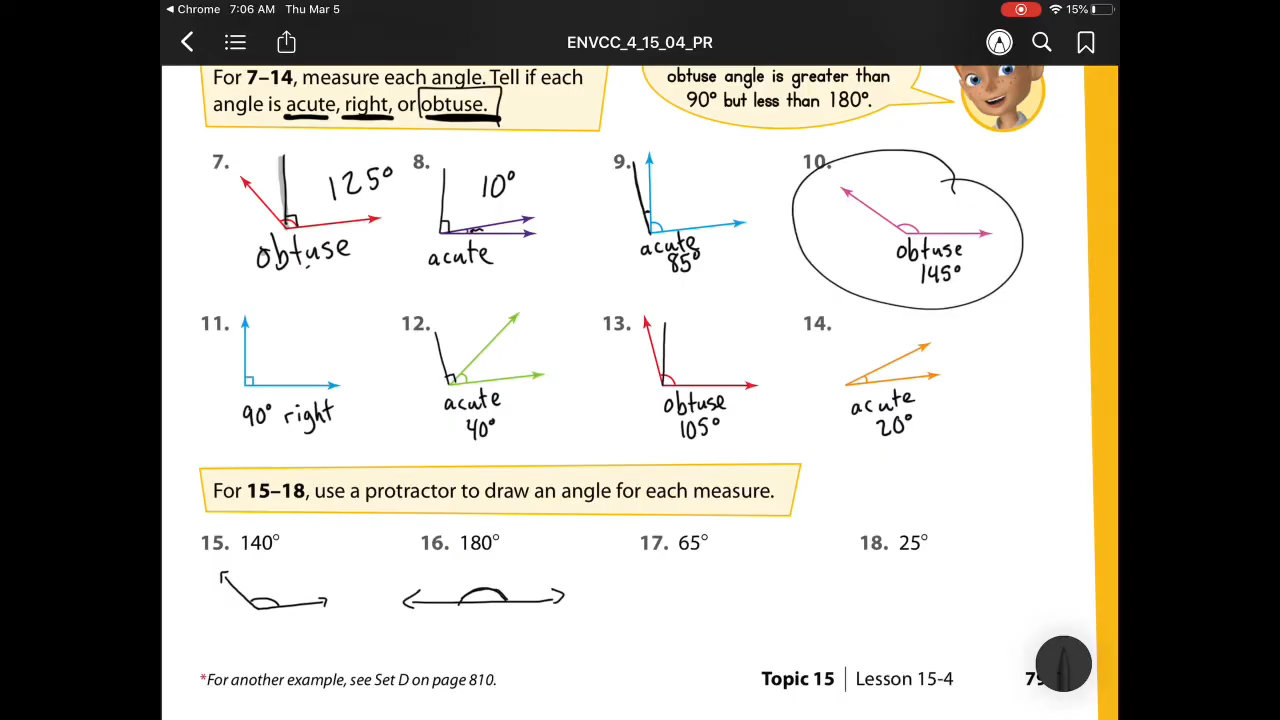 Chrome 7:06 AM Thu Mar 5 15%
ENVCC_4_15_04_PR
For 7–14, measure each angle. Tell if each
angle is acute, right, or obtuse.
obtuse angle is greater than
90° but less than 180°.
7. 125°
obtuse
8. 10°
acute
9.
acute
85°
10.
obtuse
145°
11.
90° right
12.
acute
40°
13.
obtuse
105°
14.
acute
20°
For 15–18, use a protractor to draw an angle for each measure.
15. 140° 16. 180° 17. 65° 18. 25°
*For another example, see Set D on page 810.
Topic 15 | Lesson 15-4